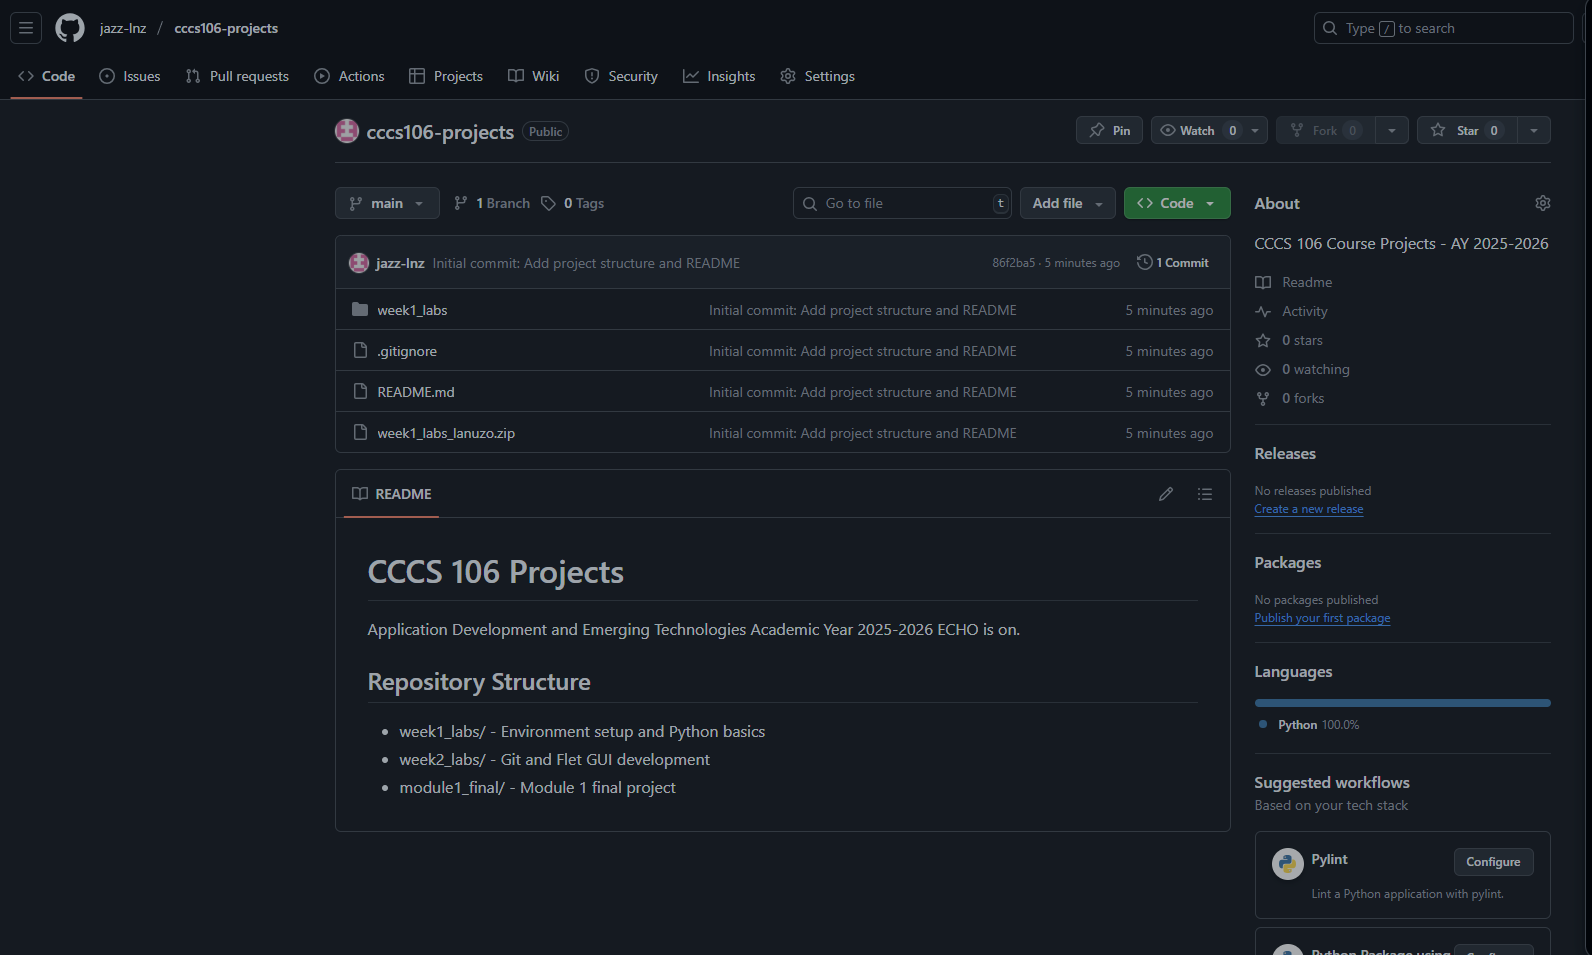 jazz-lnz / cccs106-projects
Type / to search
Code Issues Pull requests Actions Projects Wiki Security Insights Settings
cccs106-projects Public
Pin Watch 0 Fork 0 Star 0
main 1 Branch 0 Tags
Go to file t Add file Code
jazz-lnz Initial commit: Add project structure and README 86f2ba5 · 5 minutes ago 1 Commit
week1_labs Initial commit: Add project structure and README 5 minutes ago
.gitignore Initial commit: Add project structure and README 5 minutes ago
README.md Initial commit: Add project structure and README 5 minutes ago
week1_labs_lanuzo.zip Initial commit: Add project structure and README 5 minutes ago
README
CCCS 106 Projects
Application Development and Emerging Technologies Academic Year 2025-2026 ECHO is on.
Repository Structure
week1_labs/ - Environment setup and Python basics
week2_labs/ - Git and Flet GUI development
module1_final/ - Module 1 final project
About
CCCS 106 Course Projects - AY 2025-2026
Readme
Activity
0 stars
0 watching
0 forks
Releases
No releases published
Create a new release
Packages
No packages published
Publish your first package
Languages
Python 100.0%
Suggested workflows
Based on your tech stack
Pylint Configure
Lint a Python application with pylint.
Python Package using